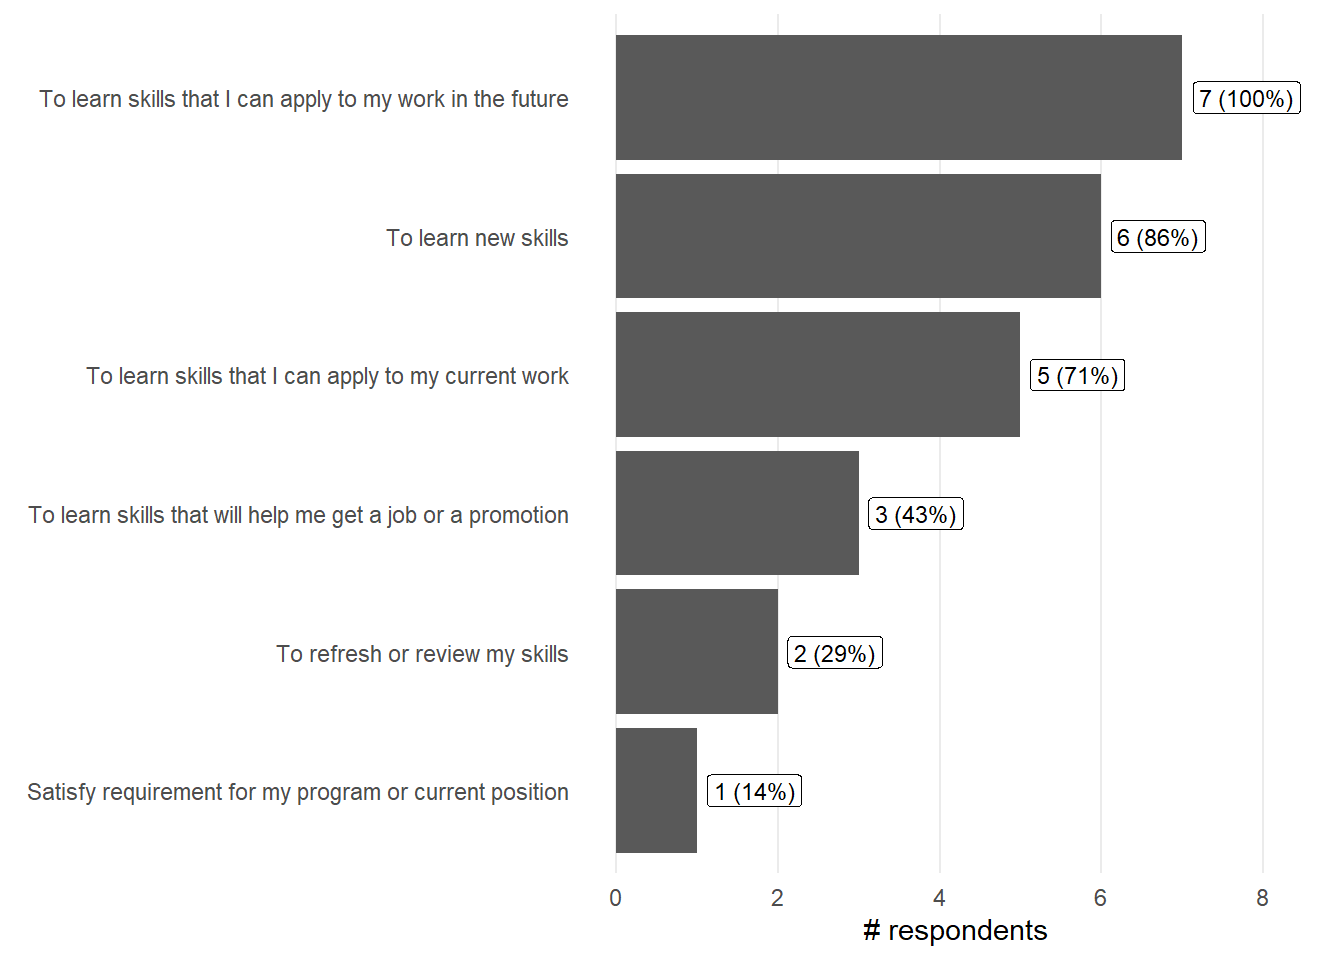 To learn skills that I can apply to my work in the future
7 (100%)
To learn new skills
6 (86%)
To learn skills that I can apply to my current work
5 (71%)
To learn skills that will help me get a job or a promotion
3 (43%)
To refresh or review my skills
2 (29%)
Satisfy requirement for my program or current position
1 (14%)
0 2 4 6 8
# respondents